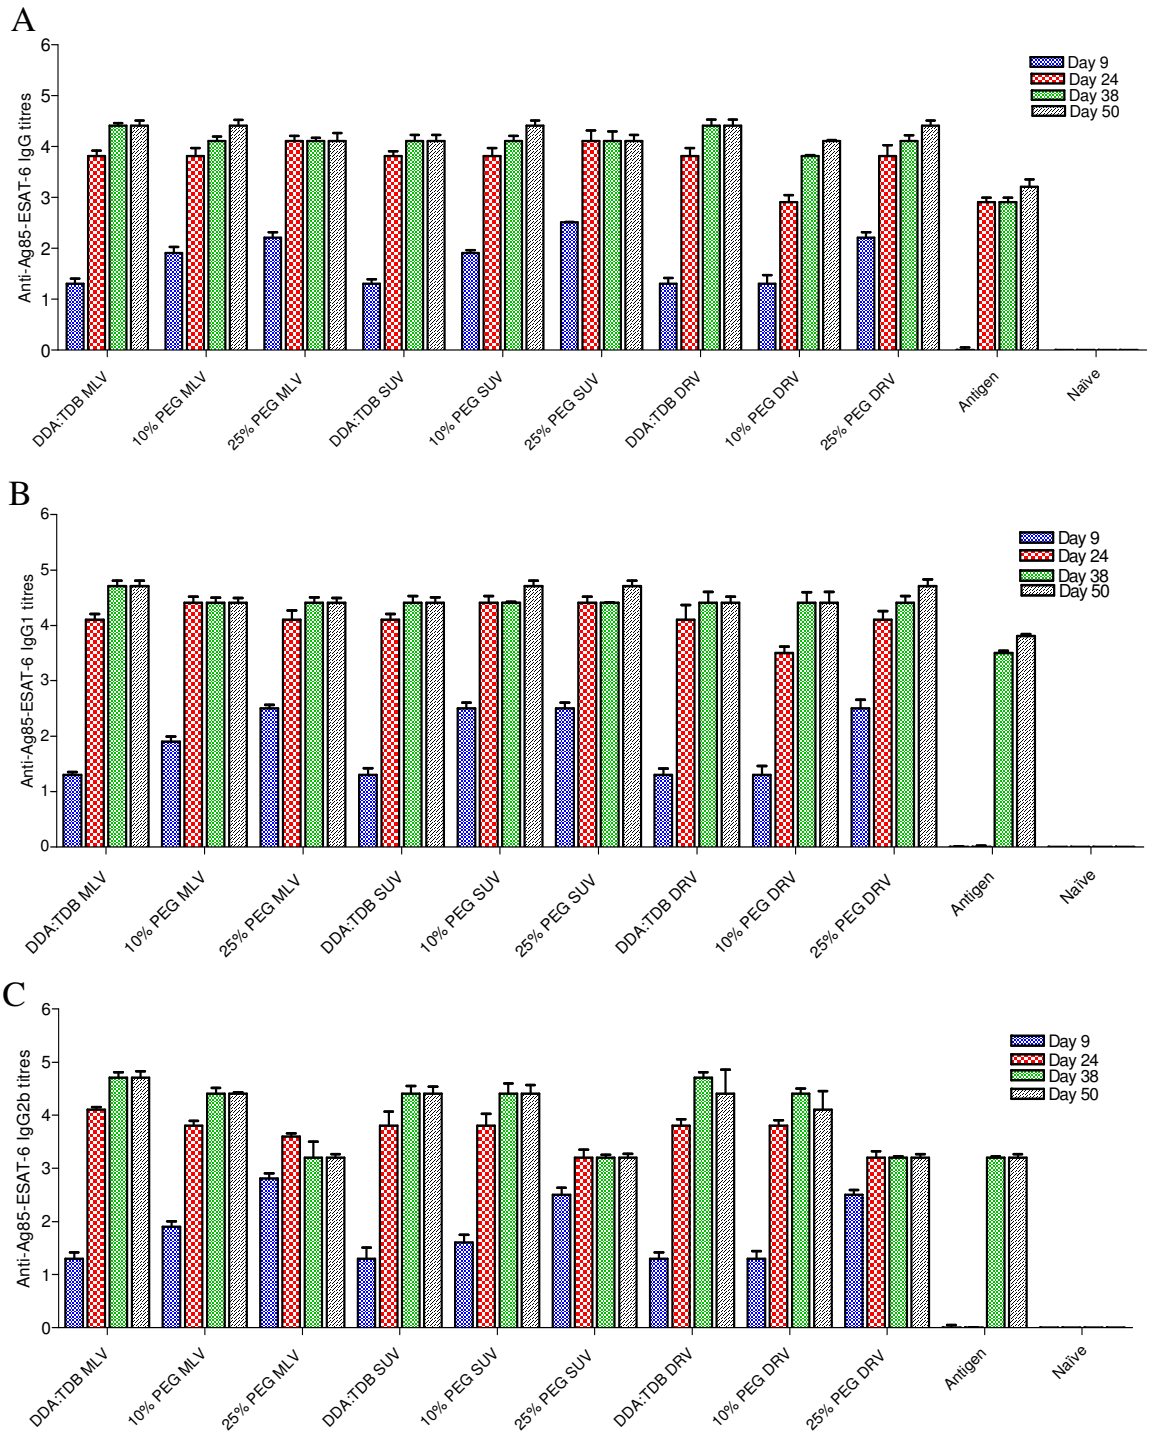 A
Anti-Ag85-ESAT-6 IgG titres
6
5
4
3
2
1
0
Day 9
Day 24
Day 38
Day 50
DDA:TDB MLV
10% PEG MLV
25% PEG MLV
DDA:TDB SUV
10% PEG SUV
25% PEG SUV
DDA:TDB DRV
10% PEG DRV
25% PEG DRV
Antigen
Naïve
B
Anti-Ag85-ESAT-6 IgG1 titres
6
5
4
3
2
1
0
Day 9
Day 24
Day 38
Day 50
DDA:TDB MLV
10% PEG MLV
25% PEG MLV
DDA:TDB SUV
10% PEG SUV
25% PEG SUV
DDA:TDB DRV
10% PEG DRV
25% PEG DRV
Antigen
Naïve
C
Anti-Ag85-ESAT-6 IgG2b titres
6
5
4
3
2
1
0
Day 9
Day 24
Day 38
Day 50
DDA:TDB MLV
10% PEG MLV
25% PEG MLV
DDA:TDB SUV
10% PEG SUV
25% PEG SUV
DDA:TDB DRV
10% PEG DRV
25% PEG DRV
Antigen
Naïve